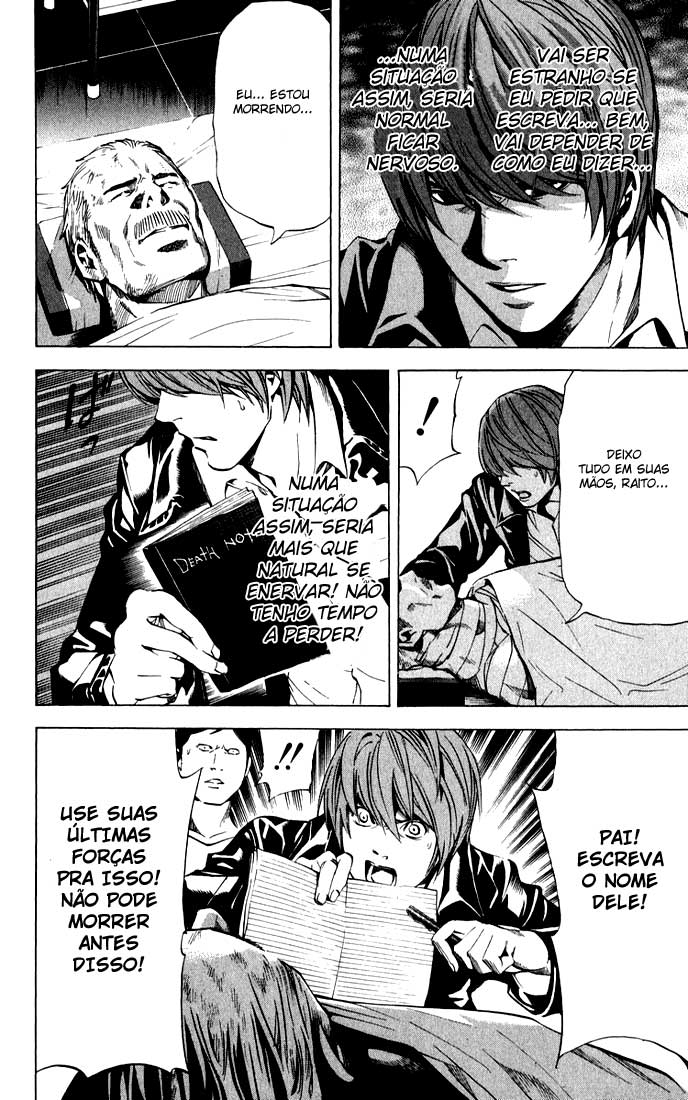 VAI SER
ESTRANHO SE
EU PEDIR QUE
ESCREVA... BEM,
VAI DEPENDER DE
COMO EU DIZER...
...NUMA
SITUAÇÃO
ASSIM, SERIA
NORMAL
FICAR
NERVOSO.
EU... ESTOU
MORRENDO...
DEIXO
TUDO EM SUAS
MÃOS, RAITO...
!
DEATH NOTE
NUMA
SITUAÇÃO
ASSIM, SERIA
MAIS QUE
NATURAL SE
ENERVAR! NÃO
TENHO TEMPO
A PERDER!
PAI!
ESCREVA
O NOME
DELE!
!!
USE SUAS
ÚLTIMAS
FORÇAS
PRA ISSO!
NÃO PODE
MORRER
ANTES
DISSO!